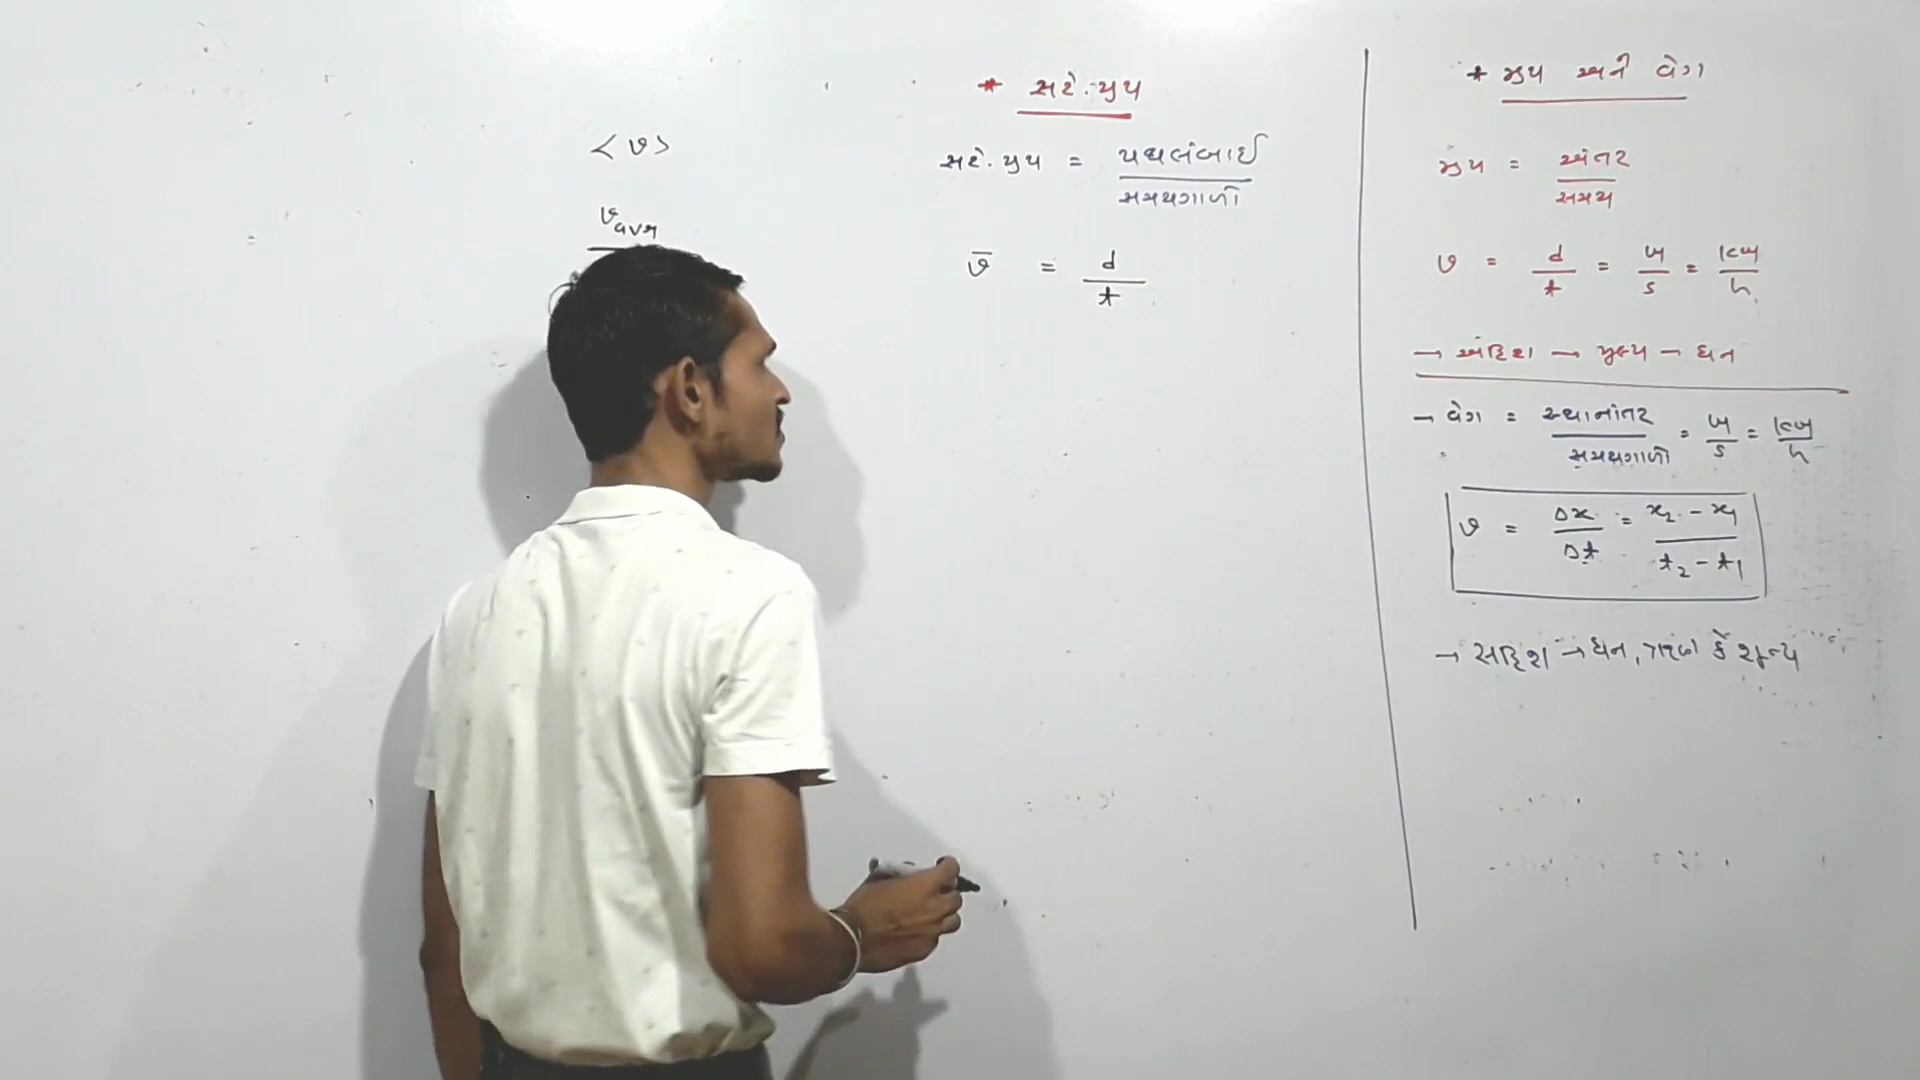 <v>
v avr
* સરે. ઝડપ
સરે. ઝડપ = પથલંબાઈ / સમયગાળો
v̄ = d / t
* ઝડપ અને વેગ
ઝડપ = અંતર / સમય
v = d / t = m / s = km / h
→ અદિશ → મૂલ્ય → ધન
→ વેગ = સ્થાનાંતર / સમયગાળો = m / s = km / h
v = Δx / Δt = x₂ - x₁ / t₂ - t₁
→ સદિશ → ધન, ઋણ કે શૂન્ય